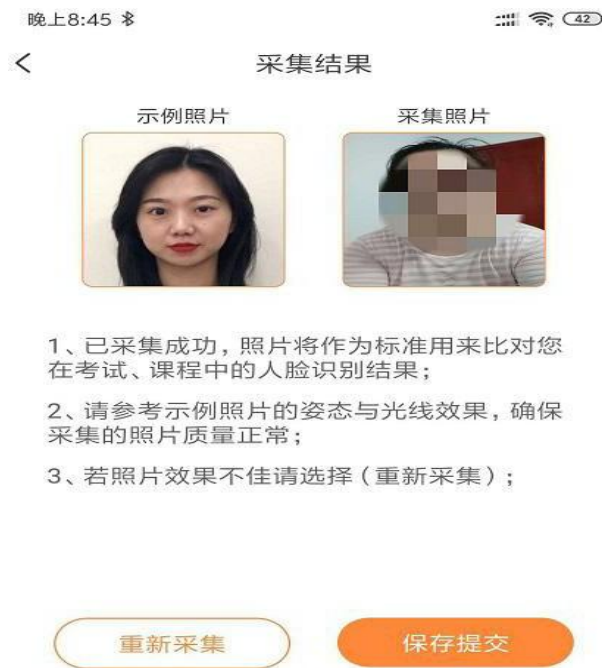 晚上8:45
42
采集结果
示例照片
采集照片
1、已采集成功，照片将作为标准用来比对您
在考试、课程中的人脸识别结果；
2、请参考示例照片的姿态与光线效果，确保
采集的照片质量正常；
3、若照片效果不佳请选择（重新采集）；
重新采集
保存提交